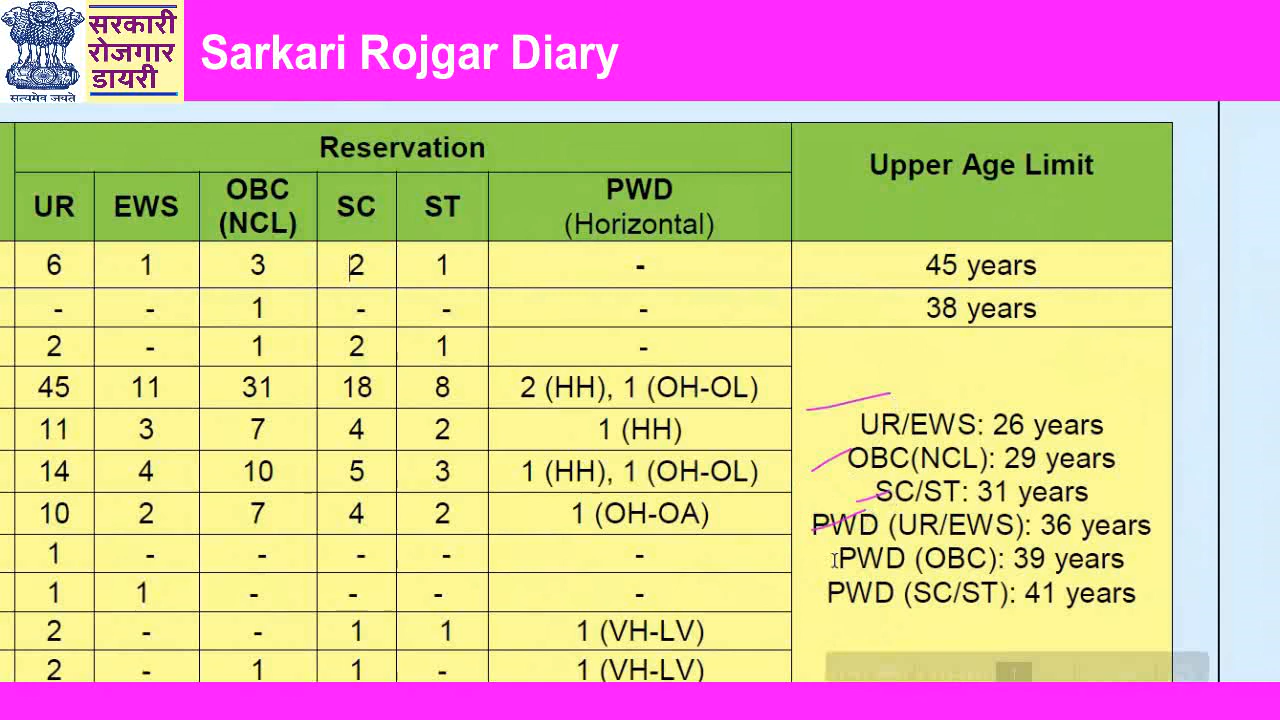 सरकारी
रोजगार
डायरी
सत्यमेव जयते
Sarkari Rojgar Diary
Reservation
Upper Age Limit
UR EWS OBC (NCL) SC ST PWD (Horizontal)
6 1 3 2 1 - 45 years
- - 1 - - - 38 years
2 - 1 2 1 -
45 11 31 18 8 2 (HH), 1 (OH-OL)
11 3 7 4 2 1 (HH)
14 4 10 5 3 1 (HH), 1 (OH-OL)
10 2 7 4 2 1 (OH-OA)
1 - - - - -
1 1 - - - -
2 - - 1 1 1 (VH-LV)
2 - 1 1 - 1 (VH-LV)
UR/EWS: 26 years
OBC(NCL): 29 years
SC/ST: 31 years
PWD (UR/EWS): 36 years
PWD (OBC): 39 years
PWD (SC/ST): 41 years